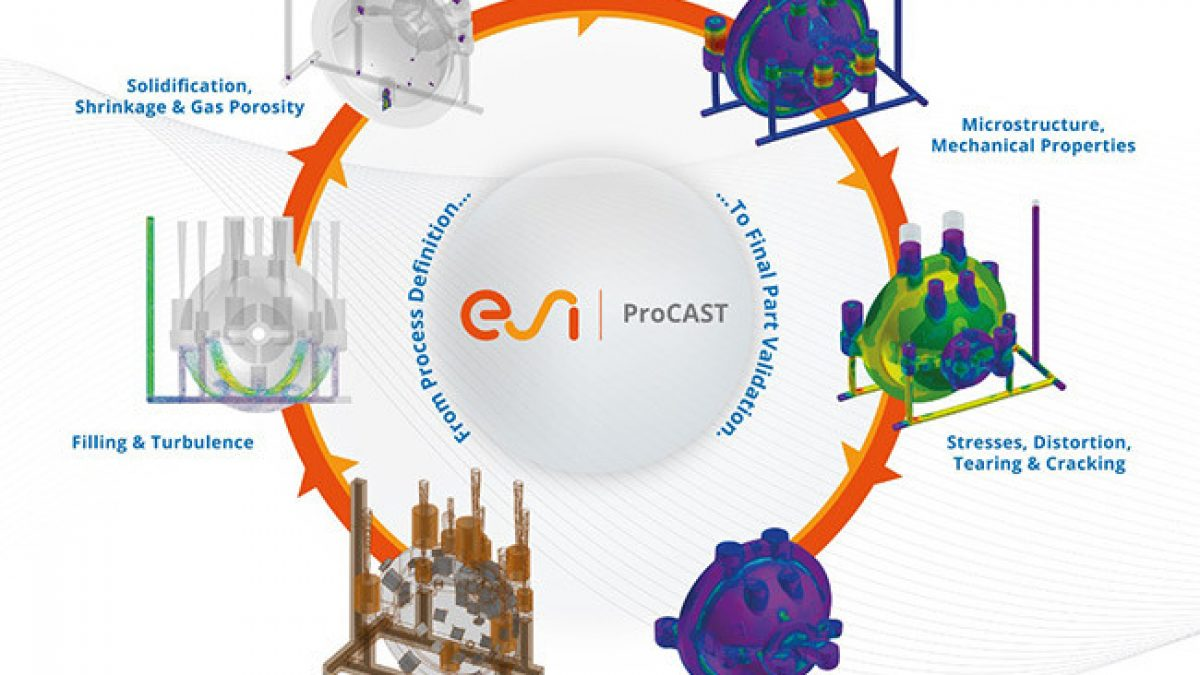 Solidification,
Shrinkage & Gas Porosity
Microstructure,
Mechanical Properties
From Process Definition...
...To Final Part Validation.
esi
ProCAST
Filling & Turbulence
Stresses, Distortion,
Tearing & Cracking